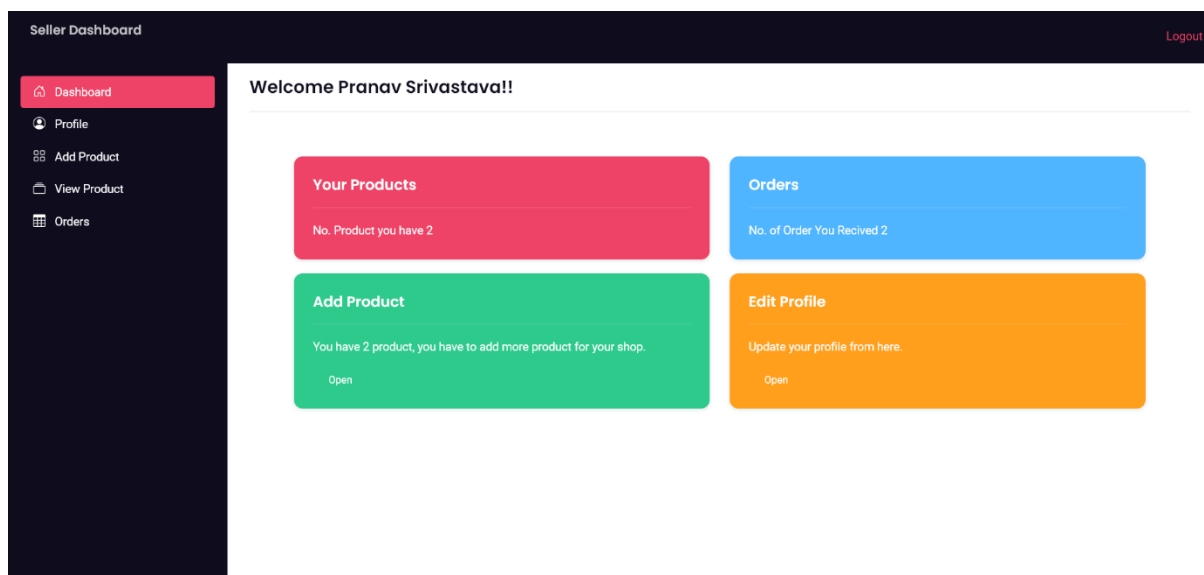 Seller Dashboard
Logout
Dashboard
Profile
Add Product
View Product
Orders
Welcome Pranav Srivastava!!
Your Products
No. Product you have 2
Orders
No. of Order You Recived 2
Add Product
You have 2 product, you have to add more product for your shop.
Open
Edit Profile
Update your profile from here.
Open